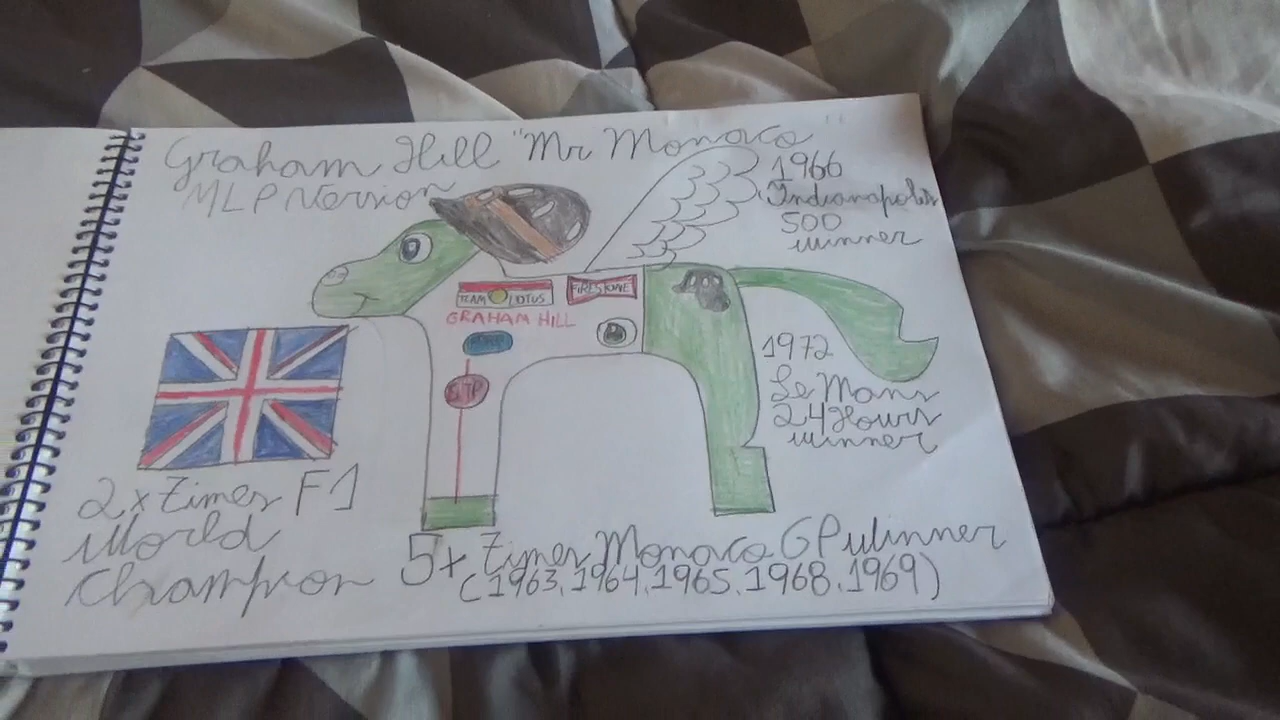 Graham Hill "Mr Monaco"
MLP Version
1966
Indianapolis
500
winner
TEAM LOTUS
FIRESTONE
GRAHAM HILL
STP
1972
Le Mans
24 Hours
winner
2x Times F1
World
Champion
5x Times Monaco GP winner
(1963, 1964, 1965, 1968, 1969)